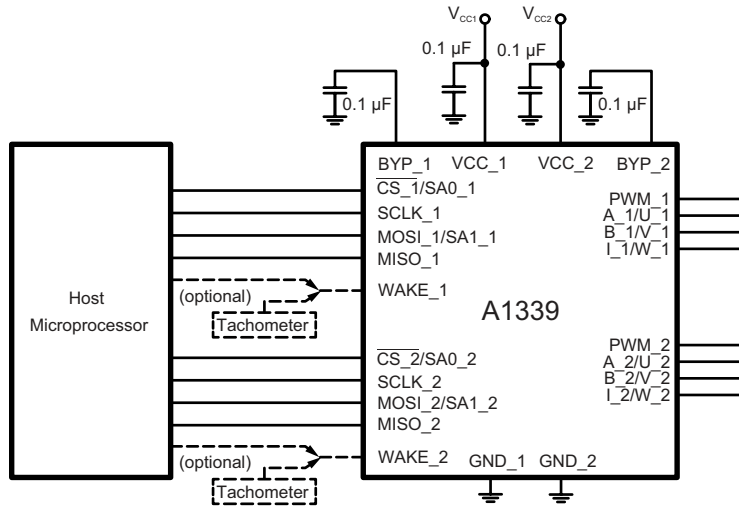 VCC1 VCC2
0.1 µF 0.1 µF
0.1 µF 0.1 µF
BYP_1 VCC_1 VCC_2 BYP_2
CS_1/SA0_1
SCLK_1
MOSI_1/SA1_1
MISO_1
WAKE_1
PWM_1
A_1/U_1
B_1/V_1
I_1/W_1
(optional)
Tachometer
Host
Microprocessor
A1339
CS_2/SA0_2
SCLK_2
MOSI_2/SA1_2
MISO_2
WAKE_2
PWM_2
A_2/U_2
B_2/V_2
I_2/W_2
(optional)
Tachometer
GND_1 GND_2